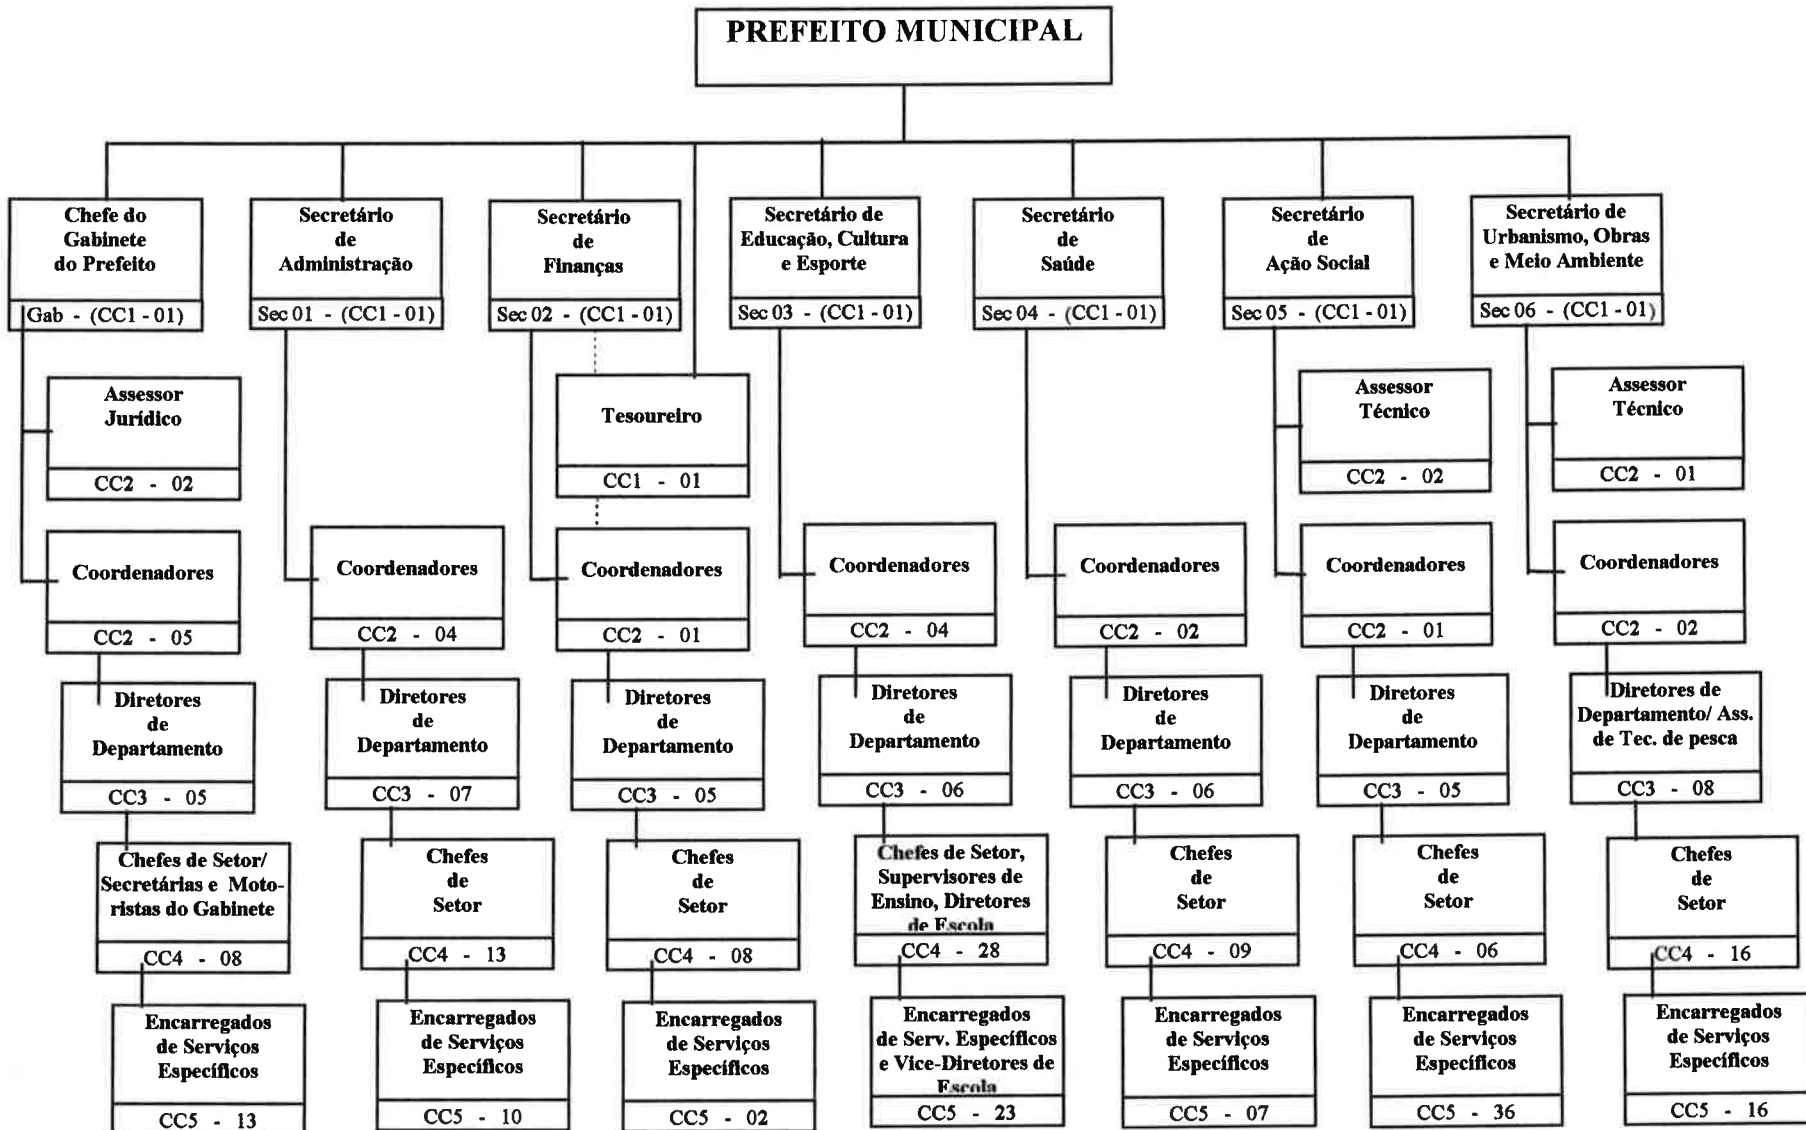 PREFEITO MUNICIPAL
Chefe do
Gabinete
do Prefeito
Gab - (CC1 - 01)
Secretário
de
Administração
Sec 01 - (CC1 - 01)
Secretário
de
Finanças
Sec 02 - (CC1 - 01)
Secretário de
Educação, Cultura
e Esporte
Sec 03 - (CC1 - 01)
Secretário
de
Saúde
Sec 04 - (CC1 - 01)
Secretário
de
Ação Social
Sec 05 - (CC1 - 01)
Secretário de
Urbanismo, Obras
e Meio Ambiente
Sec 06 - (CC1 - 01)
Assessor
Jurídico
CC2 - 02
Tesoureiro
CC1 - 01
Assessor
Técnico
CC2 - 02
Assessor
Técnico
CC2 - 01
Coordenadores
CC2 - 05
Coordenadores
CC2 - 04
Coordenadores
CC2 - 01
Coordenadores
CC2 - 04
Coordenadores
CC2 - 02
Coordenadores
CC2 - 01
Coordenadores
CC2 - 02
Diretores
de
Departamento
CC3 - 05
Diretores
de
Departamento
CC3 - 07
Diretores
de
Departamento
CC3 - 05
Diretores
de
Departamento
CC3 - 06
Diretores
de
Departamento
CC3 - 06
Diretores
de
Departamento
CC3 - 05
Diretores de
Departamento/ Ass.
de Tec. de pesca
CC3 - 08
Chefes de Setor/
Secretárias e Moto-
ristas do Gabinete
CC4 - 08
Chefes
de
Setor
CC4 - 13
Chefes
de
Setor
CC4 - 08
Chefes de Setor,
Supervisores de
Ensino, Diretores
de Escola
CC4 - 28
Chefes
de
Setor
CC4 - 09
Chefes
de
Setor
CC4 - 06
Chefes
de
Setor
CC4 - 16
Encarregados
de Serviços
Específicos
CC5 - 13
Encarregados
de Serviços
Específicos
CC5 - 10
Encarregados
de Serviços
Específicos
CC5 - 02
Encarregados
de Serv. Específicos
e Vice-Diretores de
Escola
CC5 - 23
Encarregados
de Serviços
Específicos
CC5 - 07
Encarregados
de Serviços
Específicos
CC5 - 36
Encarregados
de Serviços
Específicos
CC5 - 16